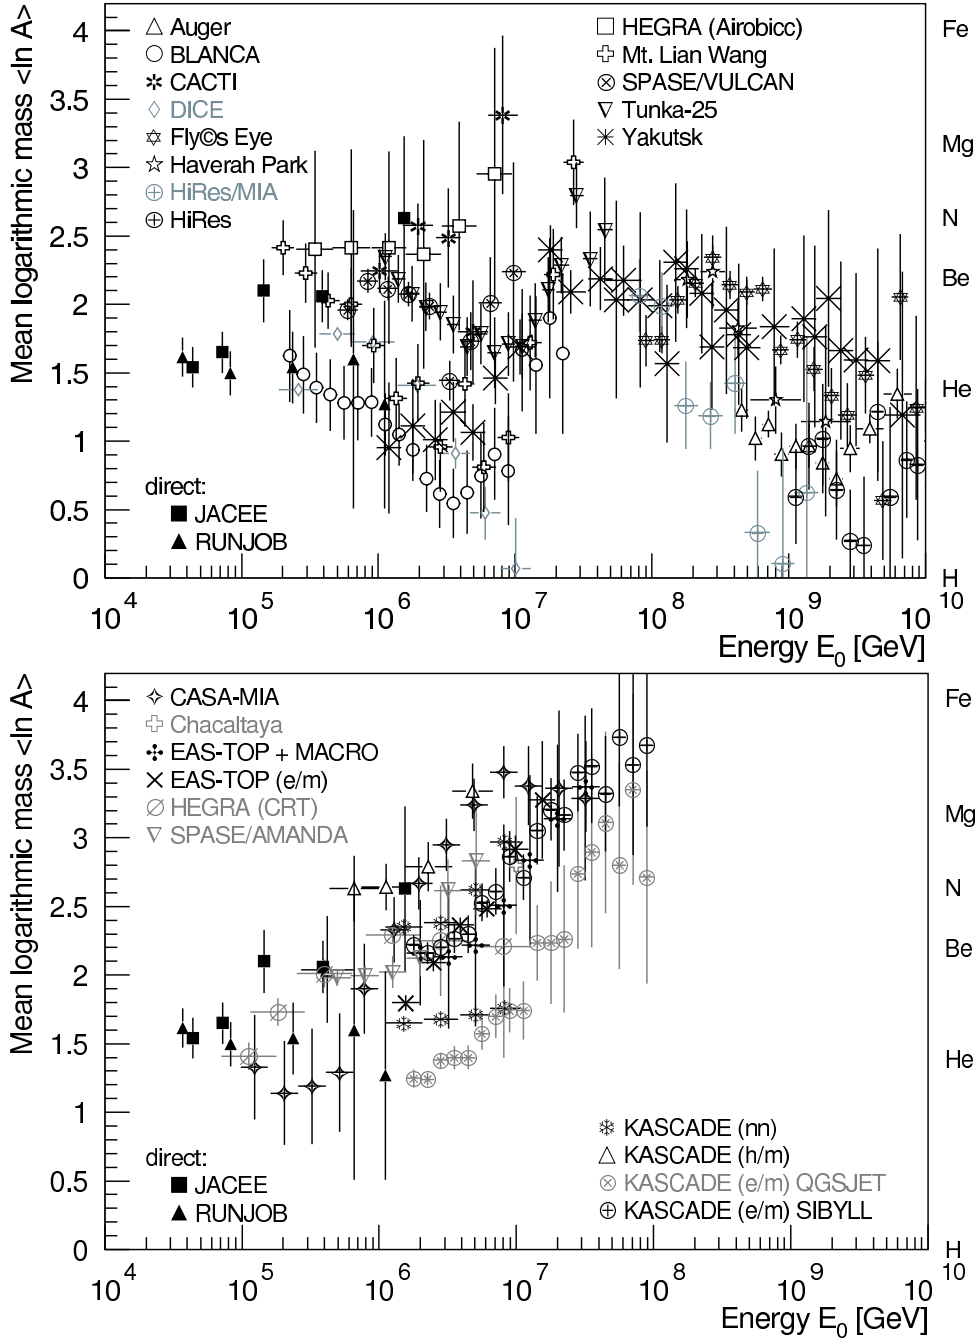 Mean logarithmic mass <ln A>
4
3.5
3
2.5
2
1.5
1
0.5
0
Auger
BLANCA
CACTI
DICE
Fly©s Eye
Haverah Park
HiRes/MIA
HiRes
HEGRA (Airobicc)
Mt. Lian Wang
SPASE/VULCAN
Tunka-25
Yakutsk
direct:
JACEE
RUNJOB
Fe
Mg
N
Be
He
H
10^4 10^5 10^6 10^7 10^8 10^9 10^10
Energy E_0 [GeV]
Mean logarithmic mass <ln A>
4
3.5
3
2.5
2
1.5
1
0.5
0
CASA-MIA
Chacaltaya
EAS-TOP + MACRO
EAS-TOP (e/m)
HEGRA (CRT)
SPASE/AMANDA
direct:
JACEE
RUNJOB
KASCADE (nn)
KASCADE (h/m)
KASCADE (e/m) QGSJET
KASCADE (e/m) SIBYLL
Fe
Mg
N
Be
He
H
10^4 10^5 10^6 10^7 10^8 10^9 10^10
Energy E_0 [GeV]